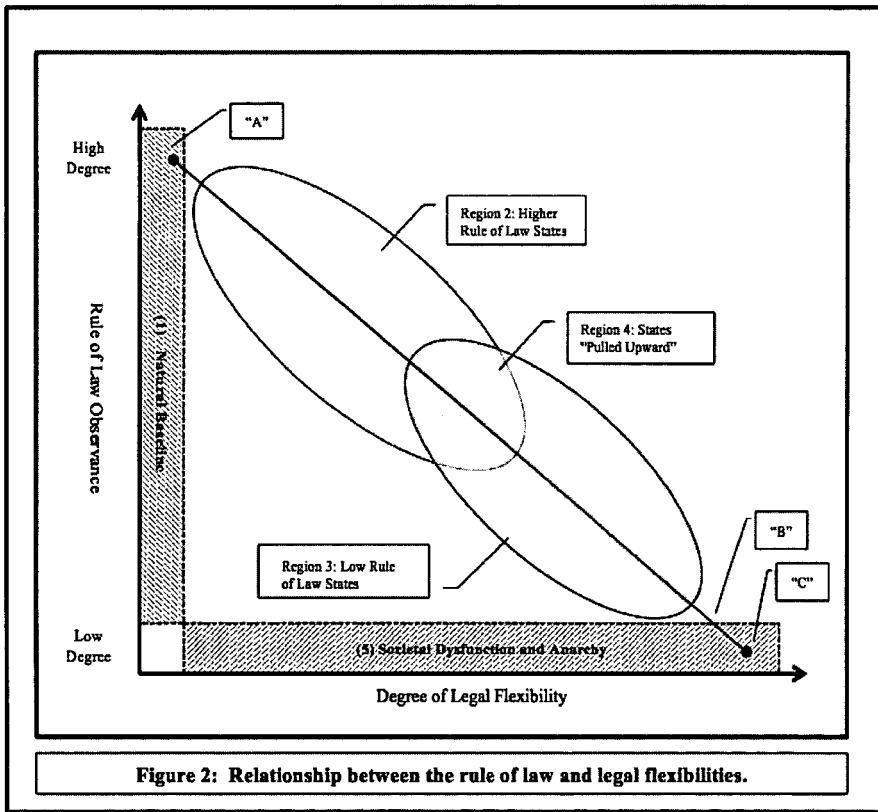 "A"
High
Degree
Region 2: Higher
Rule of Law States
Region 4: States
"Pulled Upward"
Rule of Law Observance
(1) Natural Baseline
"B"
Region 3: Low Rule
of Law States
"C"
Low
Degree
(5) Societal Dysfunction and Anarchy
Degree of Legal Flexibility
Figure 2: Relationship between the rule of law and legal flexibilities.